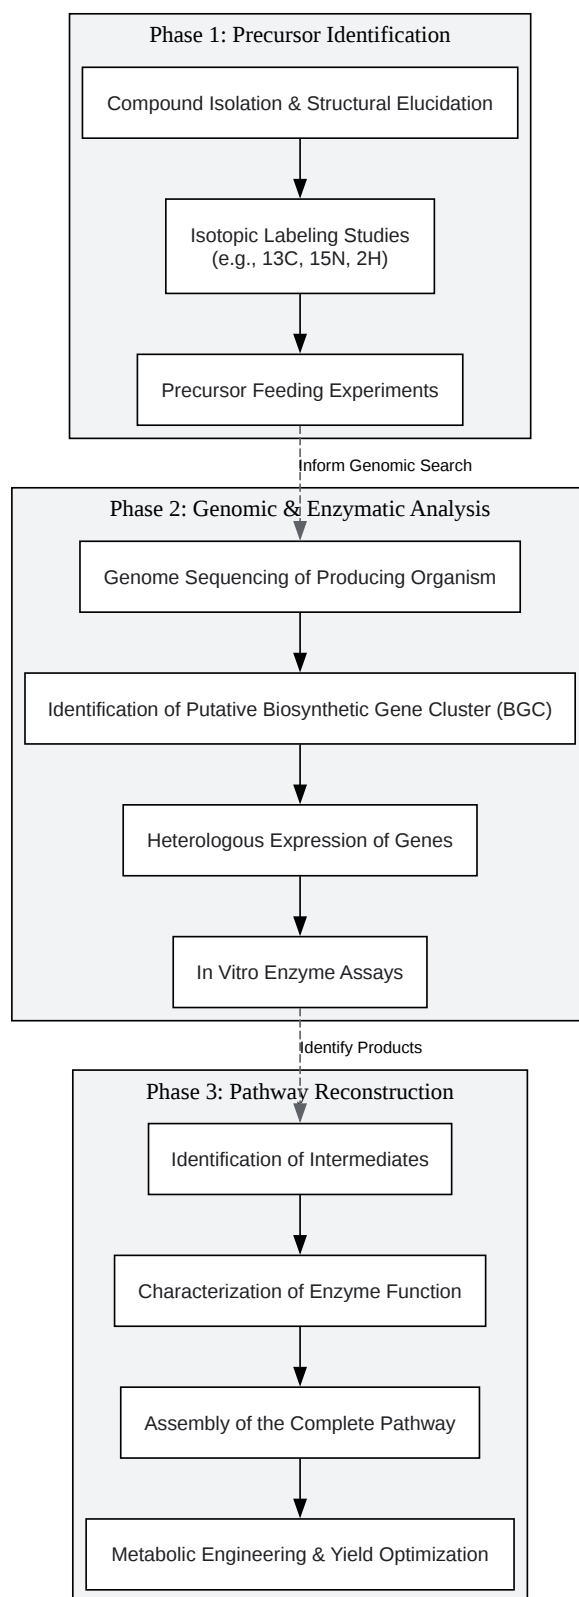 Phase 1: Precursor Identification
Compound Isolation & Structural Elucidation
Isotopic Labeling Studies
(e.g., 13C, 15N, 2H)
Precursor Feeding Experiments
Inform Genomic Search
Phase 2: Genomic & Enzymatic Analysis
Genome Sequencing of Producing Organism
Identification of Putative Biosynthetic Gene Cluster (BGC)
Heterologous Expression of Genes
In Vitro Enzyme Assays
Identify Products
Phase 3: Pathway Reconstruction
Identification of Intermediates
Characterization of Enzyme Function
Assembly of the Complete Pathway
Metabolic Engineering & Yield Optimization